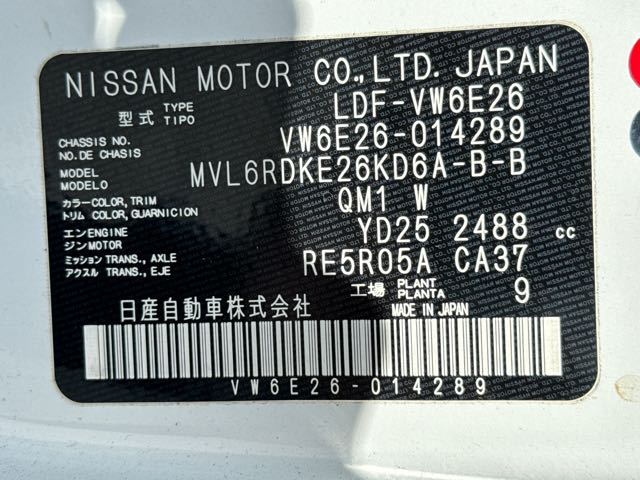 NISSAN MOTOR CO.,LTD. JAPAN
型式 TYPE TIPO LDF-VW6E26
CHASSIS NO. NO. DE CHASIS VW6E26-014289
MODEL MODELO MVL6RDKE26KD6A-B-B
カラー COLOR, TRIM
トリム COLOR, GUARNICION QM1 W
エンジン ENGINE MOTOR YD25 2488 cc
ミッション TRANS., AXLE
アクスル TRANS., EJE RE5R05A CA37
工場 PLANT PLANTA 9
日産自動車株式会社 MADE IN JAPAN
VW6E26-014289